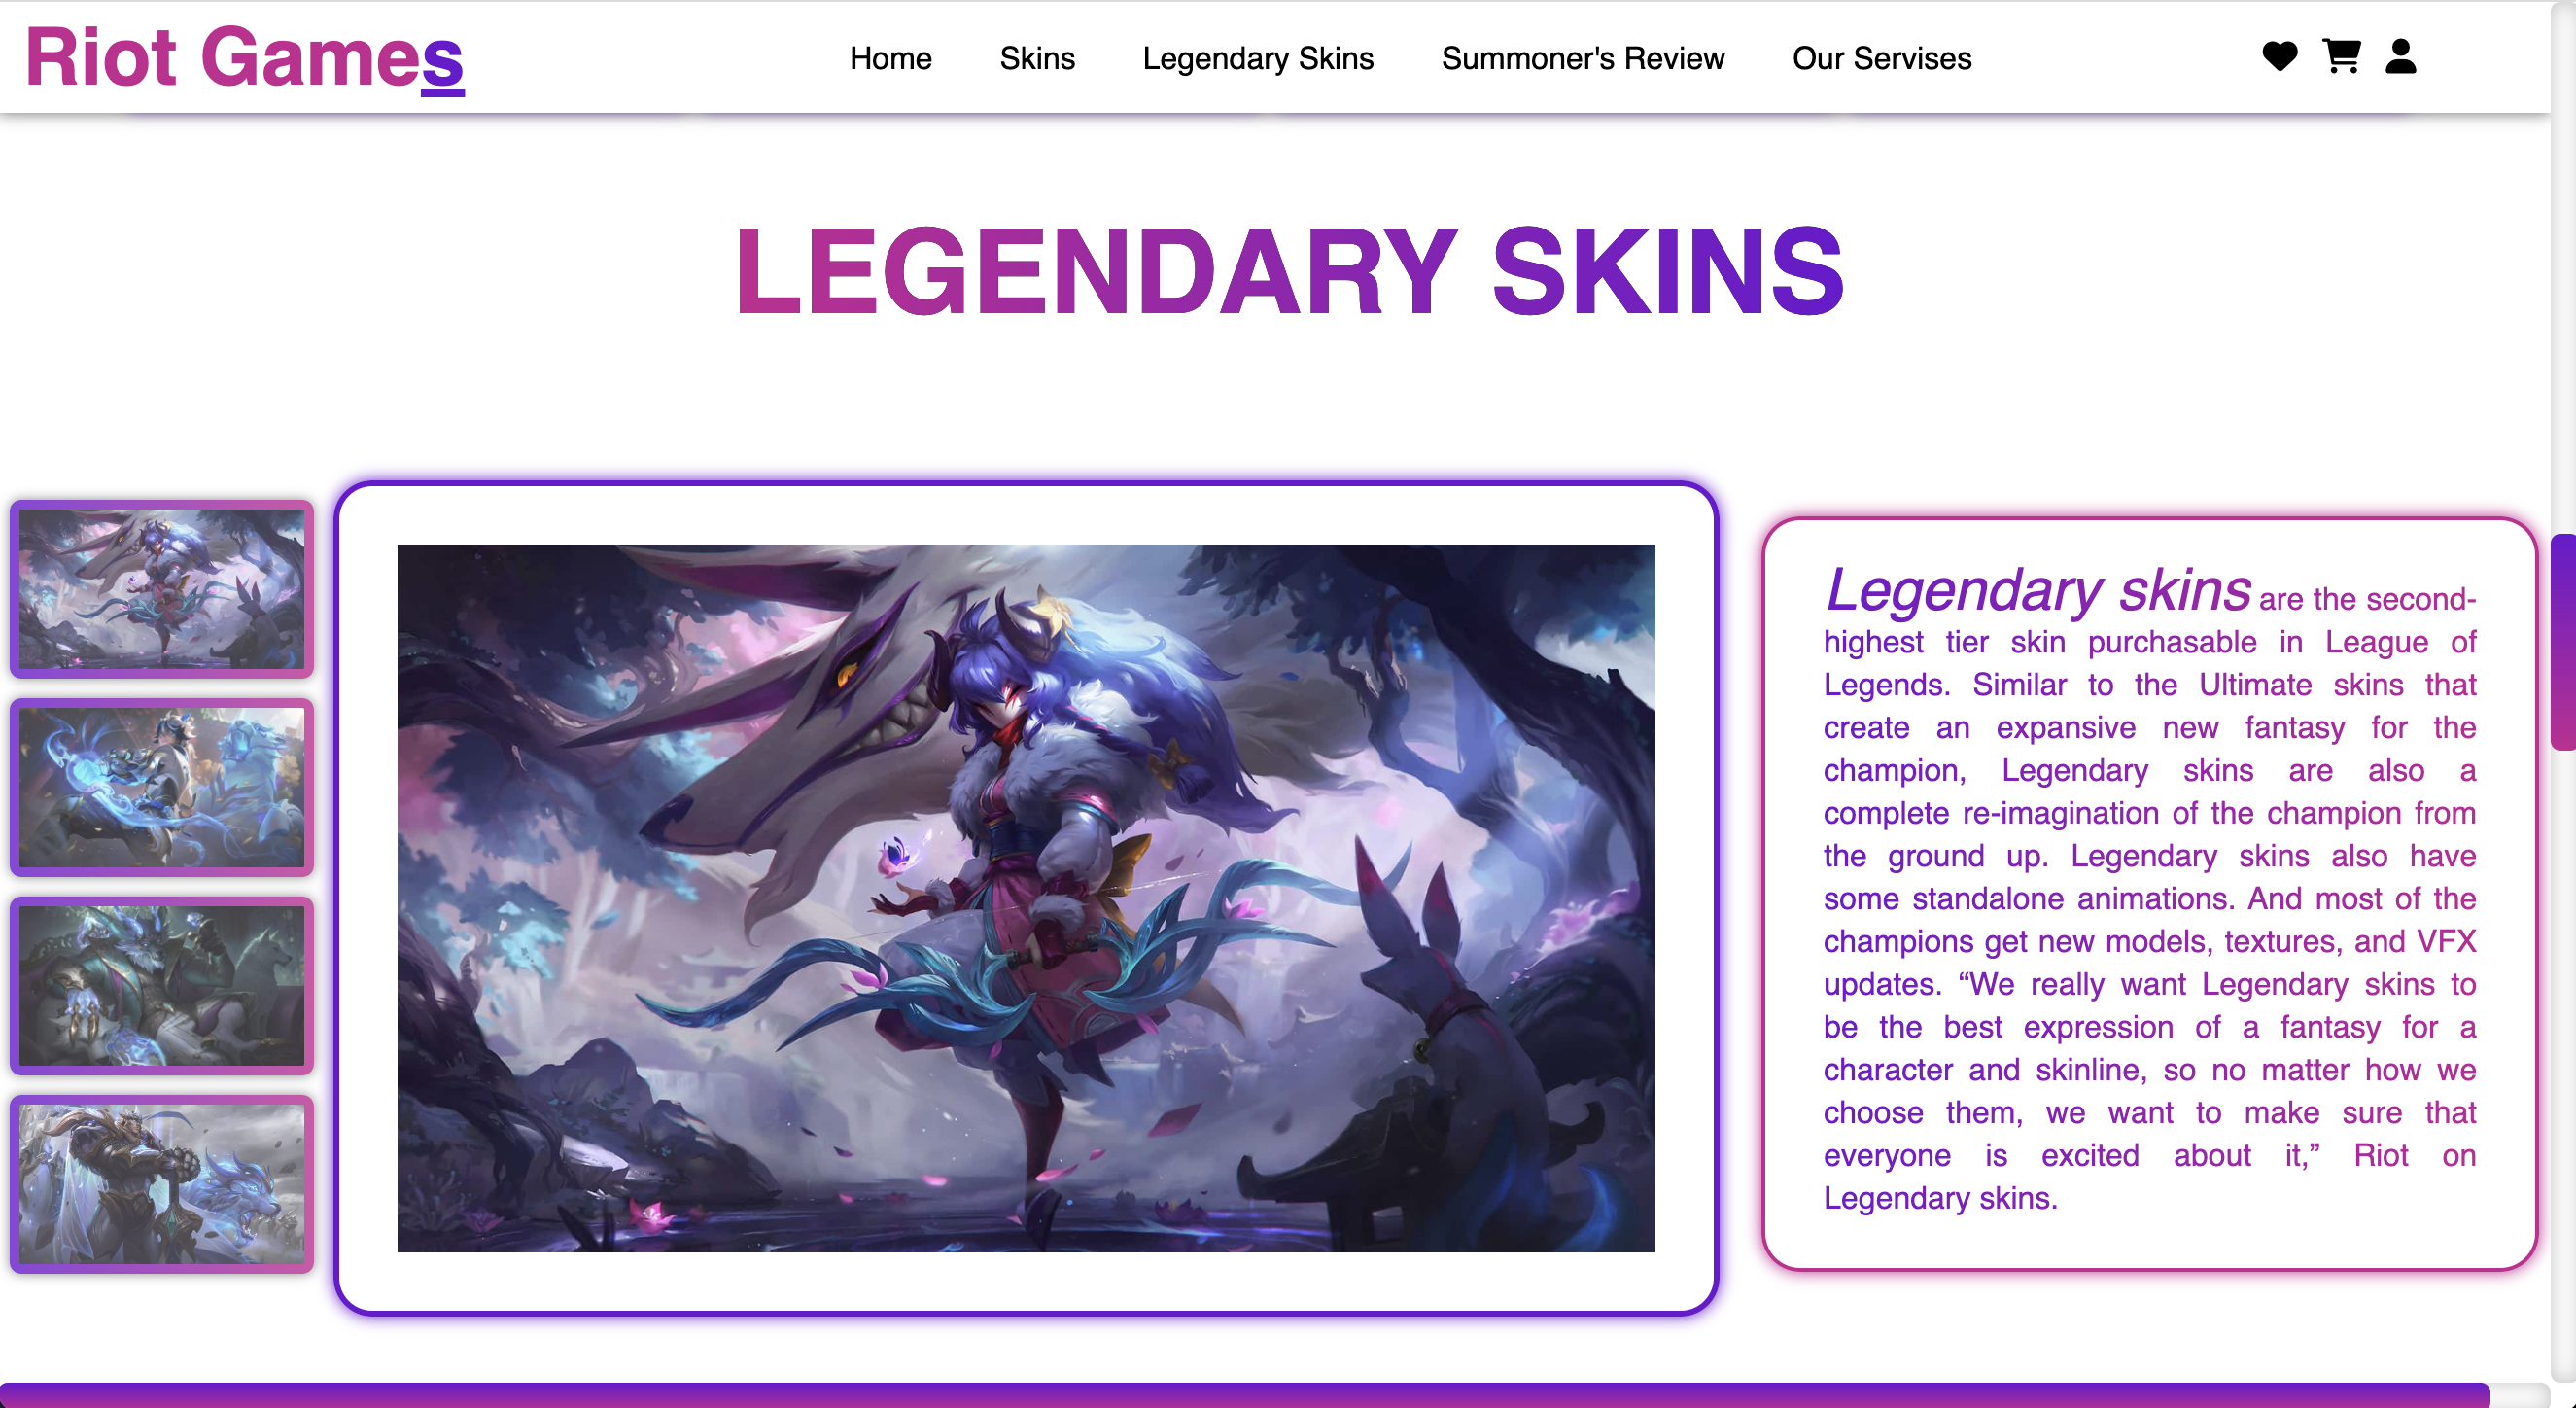 Riot Games
Home Skins Legendary Skins Summoner's Review Our Servises
LEGENDARY SKINS
Legendary skins are the second-
highest tier skin purchasable in League of
Legends. Similar to the Ultimate skins that
create an expansive new fantasy for the
champion, Legendary skins are also a
complete re-imagination of the champion from
the ground up. Legendary skins also have
some standalone animations. And most of the
champions get new models, textures, and VFX
updates. “We really want Legendary skins to
be the best expression of a fantasy for a
character and skinline, so no matter how we
choose them, we want to make sure that
everyone is excited about it,” Riot on
Legendary skins.